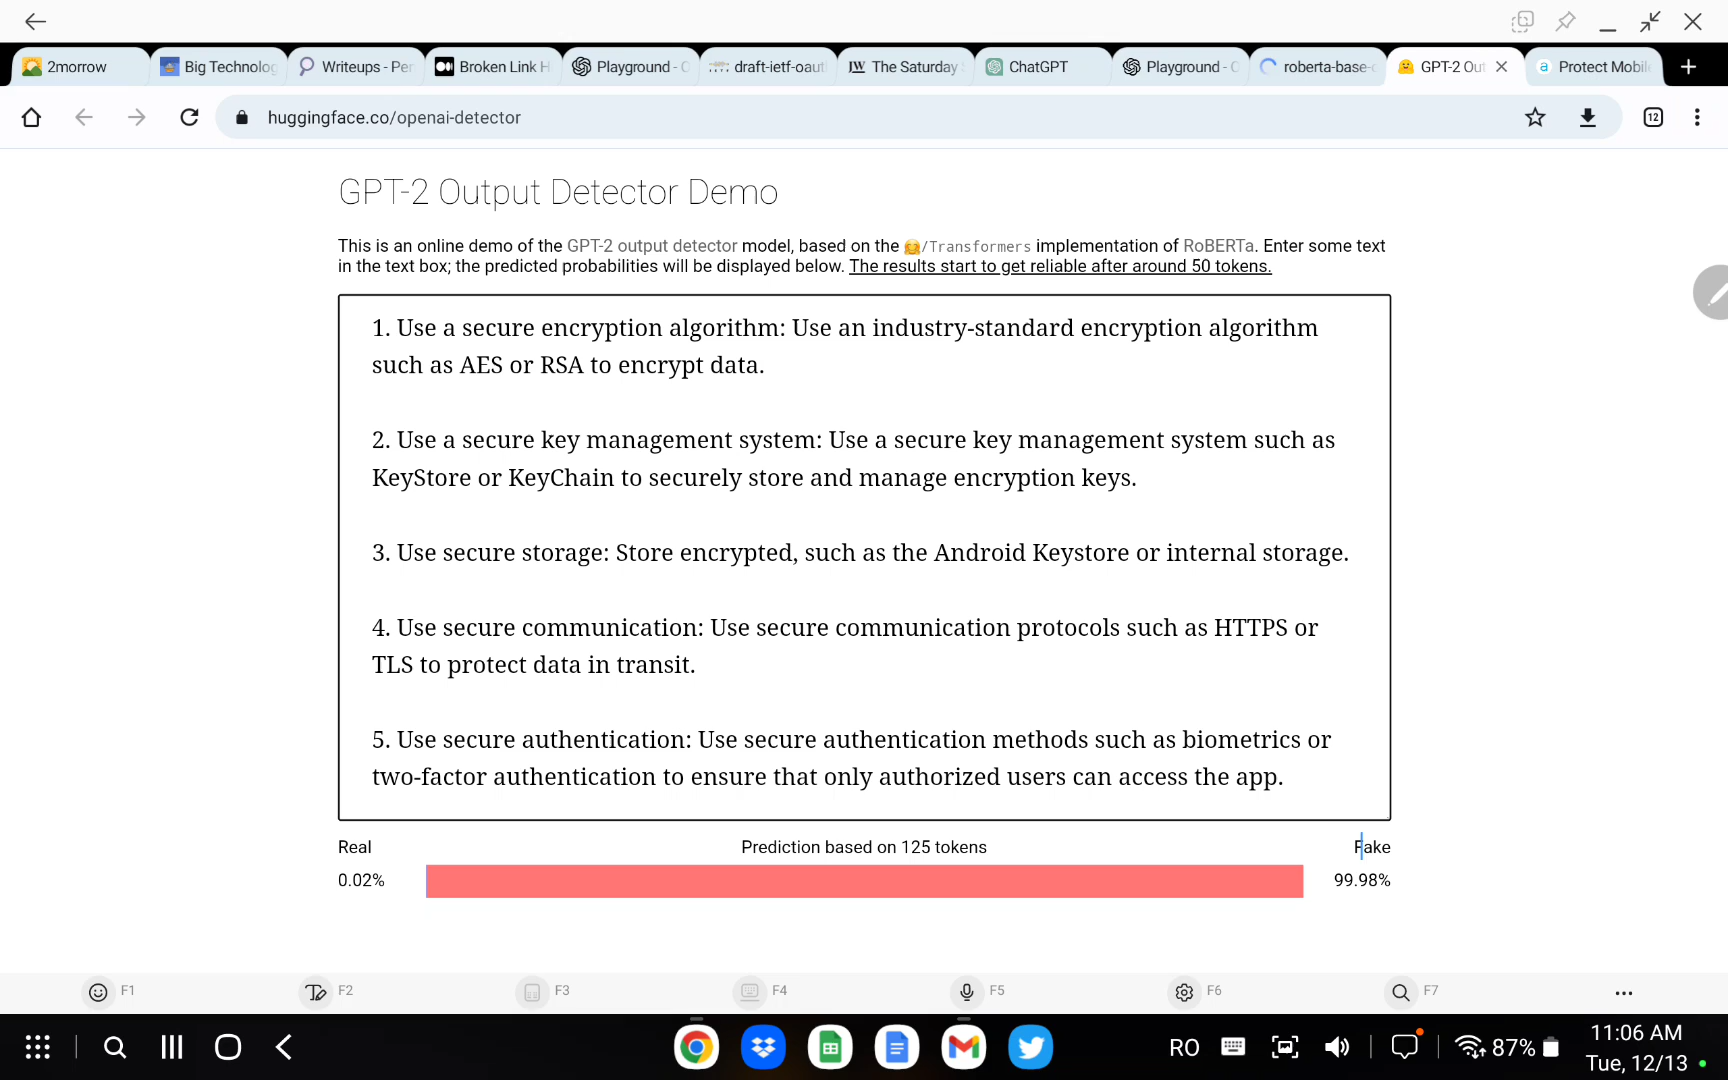 2morrow
Big Technolog
Writeups - Pen
Broken Link H
Playground - O
draft-ietf-oaut
The Saturday
ChatGPT
Playground - O
roberta-base-o
GPT-2 Out
Protect Mobil
huggingface.co/openai-detector
12
GPT-2 Output Detector Demo
This is an online demo of the GPT-2 output detector model, based on the 🤗/Transformers implementation of RoBERTa. Enter some text
in the text box; the predicted probabilities will be displayed below. The results start to get reliable after around 50 tokens.
1. Use a secure encryption algorithm: Use an industry-standard encryption algorithm
such as AES or RSA to encrypt data.
2. Use a secure key management system: Use a secure key management system such as
KeyStore or KeyChain to securely store and manage encryption keys.
3. Use secure storage: Store encrypted, such as the Android Keystore or internal storage.
4. Use secure communication: Use secure communication protocols such as HTTPS or
TLS to protect data in transit.
5. Use secure authentication: Use secure authentication methods such as biometrics or
two-factor authentication to ensure that only authorized users can access the app.
Real Prediction based on 125 tokens Fake
0.02% 99.98%
F1 F2 F3 F4 F5 F6 F7
RO 87% 11:06 AM
Tue, 12/13